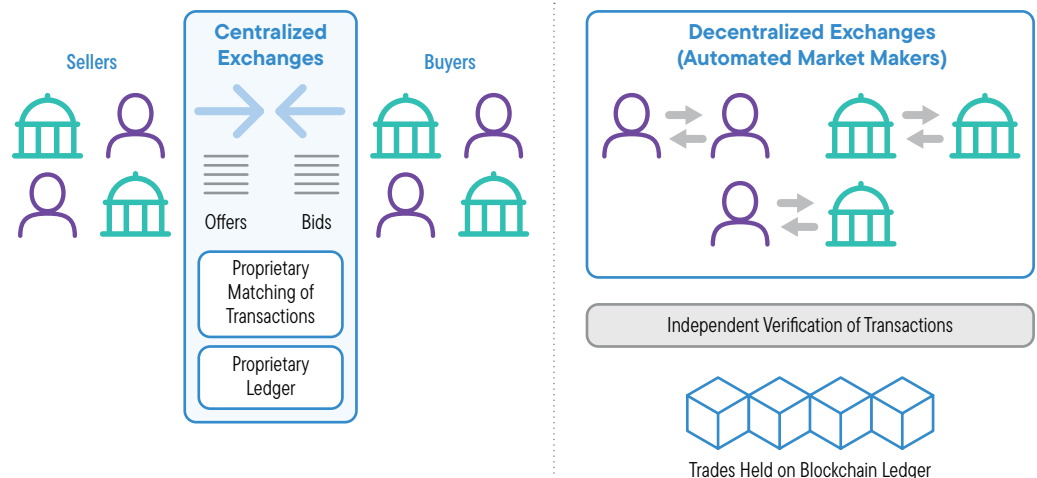 Sellers
Centralized
Exchanges
Offers
Bids
Proprietary
Matching of
Transactions
Proprietary
Ledger
Buyers
Decentralized Exchanges
(Automated Market Makers)
Independent Verification of Transactions
Trades Held on Blockchain Ledger